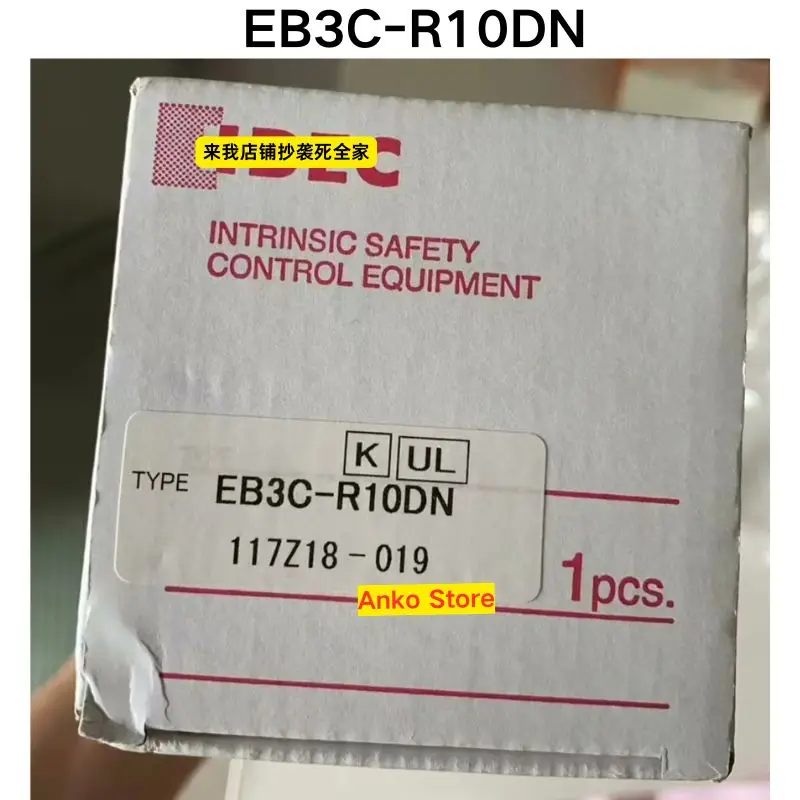 EB3C-R10DN
IDEC
来我店铺抄袭死全家
INTRINSIC SAFETY
CONTROL EQUIPMENT
K UL
TYPE EB3C-R10DN
117Z18-019
1pcs.
Anko Store